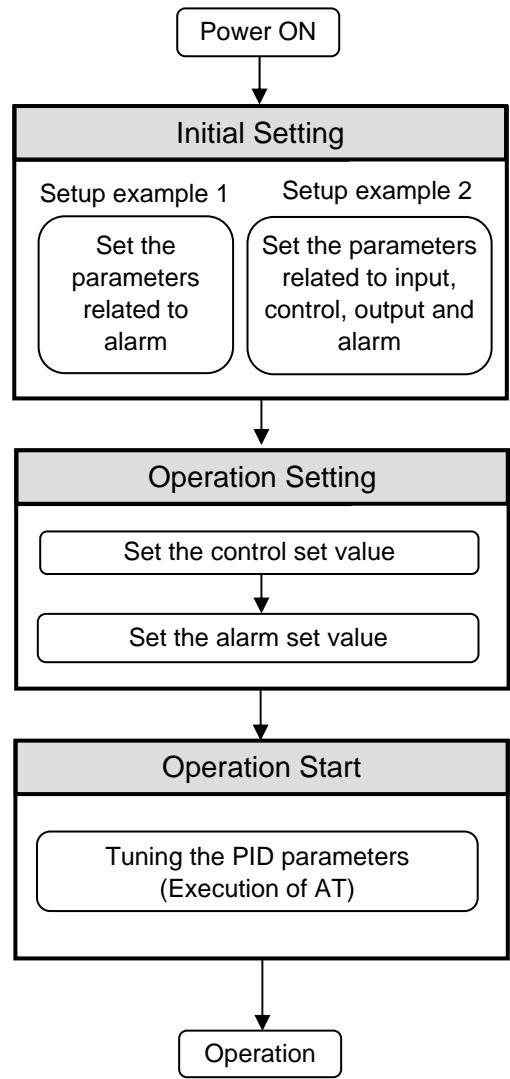 Power ON
Initial Setting
Setup example 1
Set the
parameters
related to
alarm
Setup example 2
Set the parameters
related to input,
control, output and
alarm
Operation Setting
Set the control set value
Set the alarm set value
Operation Start
Tuning the PID parameters
(Execution of AT)
Operation